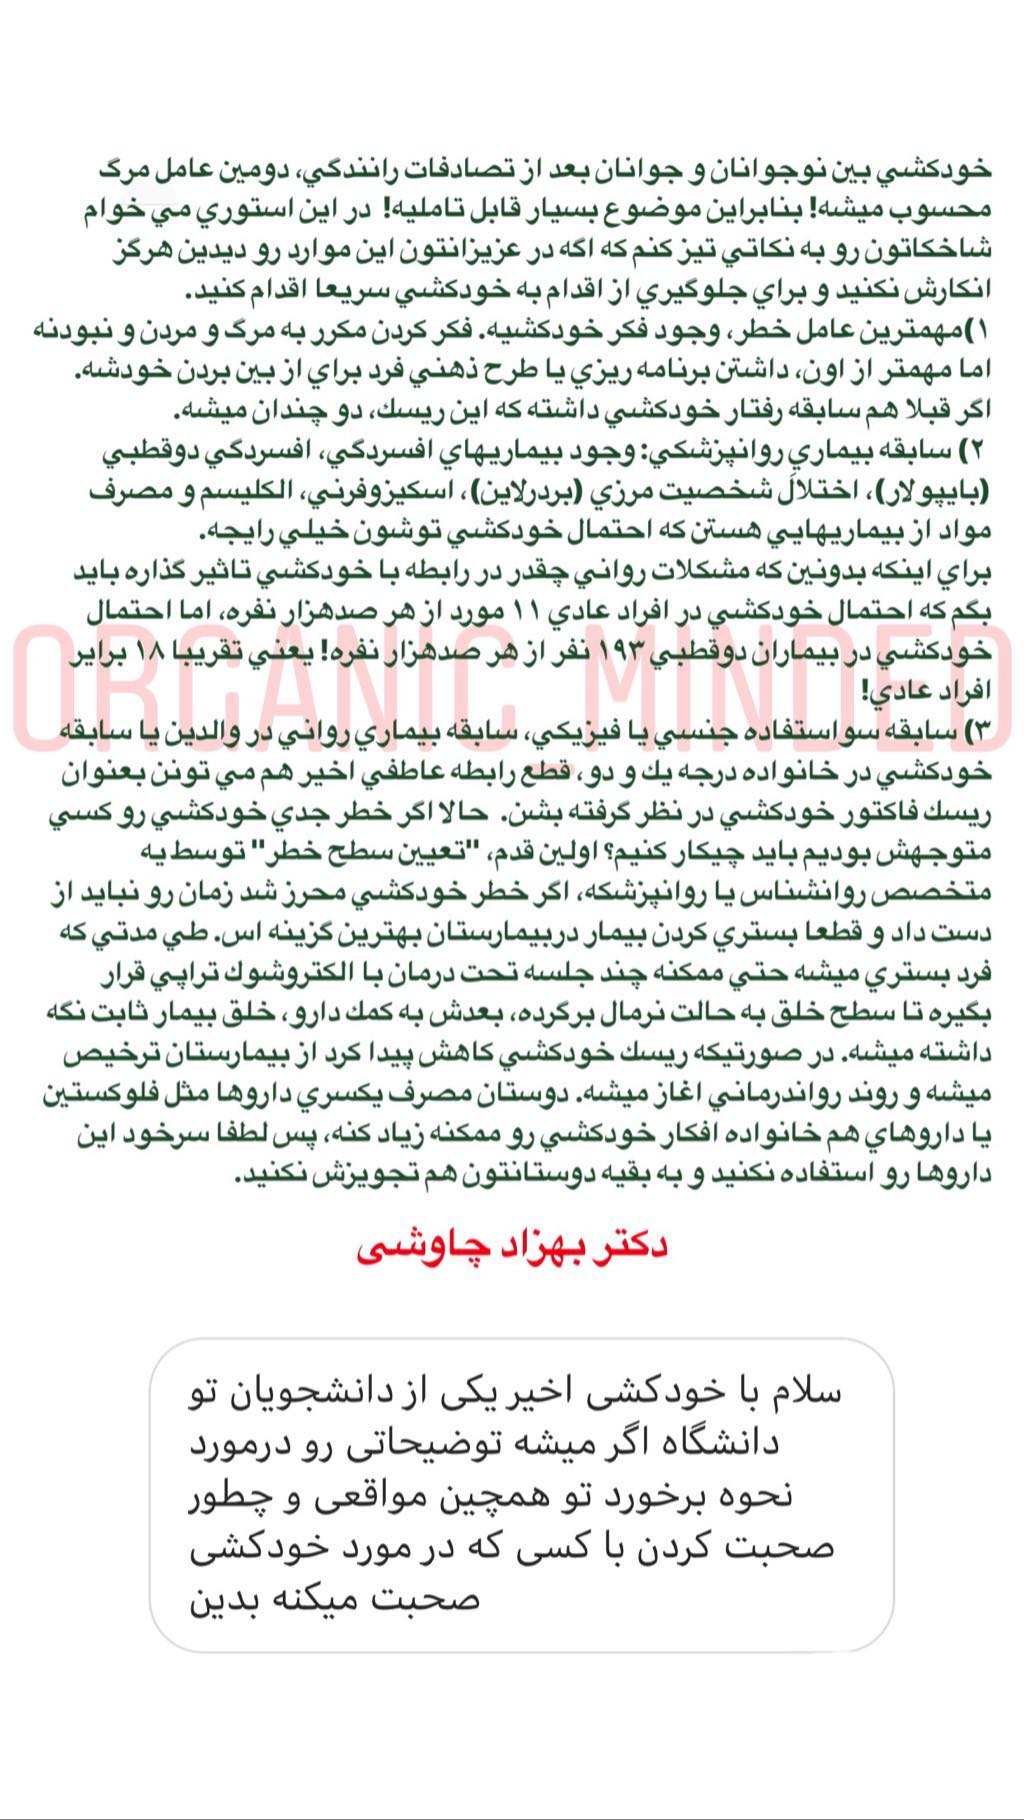 خودكشي بين نوجوانان و جوانان بعد از تصادفات رانندگي، دومين عامل مرگ
محسوب ميشه! بنابراين موضوع بسيار قابل تامليه! در اين استوري مي خوام
شاخكاتون رو به نكاتي تيز كنم كه اگه در عزيزانتون اين موارد رو ديدين هرگز
انكارش نكنيد و براي جلوگيري از اقدام به خودكشي سريعا اقدام كنيد.
١)مهمترين عامل خطر، وجود فكر خودكشيه. فكر كردن مكرر به مرگ و مردن و نبودنه
اما مهمتر از اون، داشتن برنامه ريزي يا طرح ذهني فرد براي از بين بردن خودشه.
اگر قبلا هم سابقه رفتار خودكشي داشته كه اين ريسك، دو چندان ميشه.
٢) سابقه بيماري روانپزشكي: وجود بيماريهاي افسردگي، افسردگي دوقطبي
(بايپولار)، اختلال شخصيت مرزي (بردرلاين)، اسكيزوفرني، الكليسم و مصرف
مواد از بيماريهايي هستن كه احتمال خودكشي توشون خيلي رايجه.
براي اينكه بدونين كه مشكلات رواني چقدر در رابطه با خودكشي تاثير گذاره بايد
بگم كه احتمال خودكشي در افراد عادي ١١ مورد از هر صدهزار نفره، اما احتمال
خودكشي در بيماران دوقطبي ١٩٣ نفر از هر صدهزار نفره! يعني تقريبا ١٨ براير
افراد عادي!
ORGANIC_MINDED
٣) سابقه سواستفاده جنسي يا فيزيكي، سابقه بيماري رواني در والدين يا سابقه
خودكشي در خانواده درجه يك و دو، قطع رابطه عاطفي اخير هم مي تونن بعنوان
ريسك فاكتور خودكشي در نظر گرفته بشن. حالا اگر خطر جدي خودكشي رو كسي
متوجهش بوديم بايد چيكار كنيم؟ اولين قدم، "تعيين سطح خطر" توسط يه
متخصص روانشناس يا روانپزشكه، اگر خطر خودكشي محرز شد زمان رو نبايد از
دست داد و قطعا بستري كردن بيمار دربيمارستان بهترين گزينه اس. طي مدتي كه
فرد بستري ميشه حتي ممكنه چند جلسه تحت درمان با الكتروشوك تراپي قرار
بگيره تا سطح خلق به حالت نرمال برگرده، بعدش به كمك دارو، خلق بيمار ثابت نگه
داشته ميشه. در صورتيكه ريسك خودكشي كاهش پيدا كرد از بيمارستان ترخيص
ميشه و روند رواندرماني اغاز ميشه. دوستان مصرف يكسري داروها مثل فلوكستين
يا داروهاي هم خانواده افكار خودكشي رو ممكنه زياد كنه، پس لطفا سرخود اين
داروها رو استفاده نكنيد و به بقيه دوستانتون هم تجويزش نكنيد.
دکتر بهزاد چاوشی
سلام با خودکشی اخیر یکی از دانشجویان تو
دانشگاه اگر میشه توضیحاتی رو درمورد
نحوه برخورد تو همچین مواقعی و چطور
صحبت کردن با کسی که در مورد خودکشی
صحبت میکنه بدین